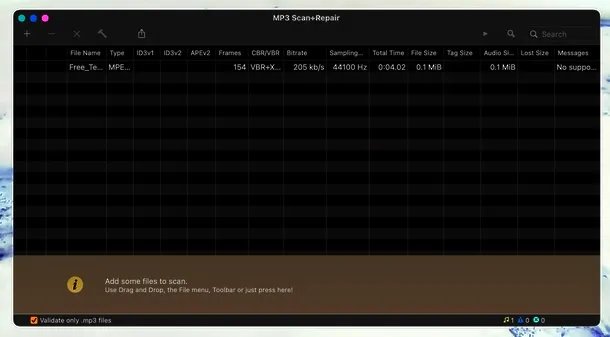 MP3 Scan+Repair
Search
File Name Type ID3v1 ID3v2 APEv2 Frames CBR/VBR Bitrate Sampling... Total Time File Size Tag Size Audio Si... Lost Size Messages
Free_Te... MPE... 154 VBR+X... 205 kb/s 44100 Hz 0:04.02 0,1 MiB 0,1 MiB No suppo...
Add some files to scan.
Use Drag and Drop, the File menu, Toolbar or just press here!
Validate only .mp3 files 1 0 0